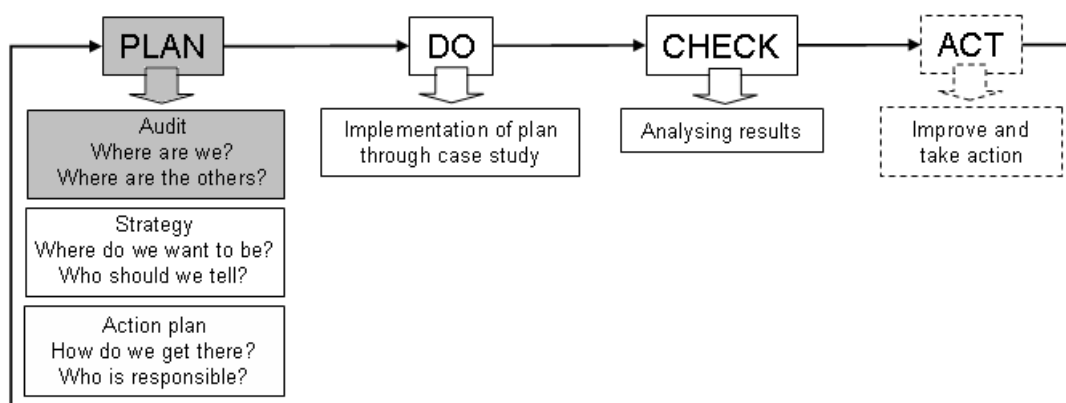 PLAN
DO
CHECK
ACT
Audit
Where are we?
Where are the others?
Strategy
Where do we want to be?
Who should we tell?
Action plan
How do we get there?
Who is responsible?
Implementation of plan
through case study
Analysing results
Improve and
take action